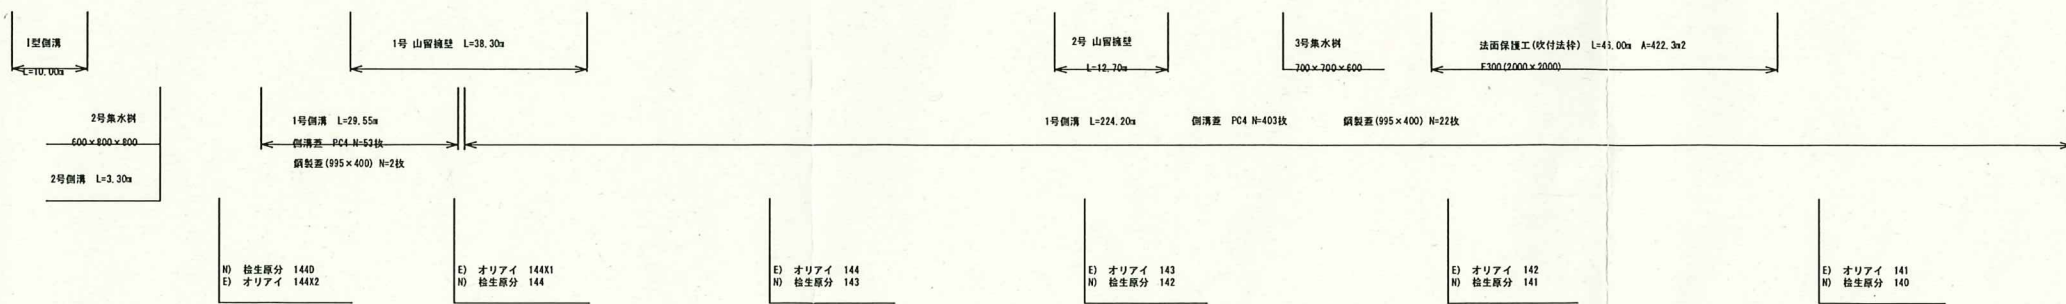 I型側溝
L=10.00m
1号 山留擁壁 L=38.30m
2号 山留擁壁
L=12.70m
3号集水桝
700×700×600
法面保護工(吹付法枠) L=43.00m A=422.3m2
F300(2000×2000)
2号集水桝
600×800×800
2号側溝 L=3.30m
1号側溝 L=29.55m
側溝蓋 PC4 N=53枚
鋼製蓋(995×400) N=2枚
1号側溝 L=224.20m 側溝蓋 PC4 N=403枚 鋼製蓋(995×400) N=22枚
N) 桧生原分 144D
E) オリアイ 144X2
E) オリアイ 144X1
N) 桧生原分 144
E) オリアイ 144
N) 桧生原分 143
E) オリアイ 143
N) 桧生原分 142
E) オリアイ 142
N) 桧生原分 141
E) オリアイ 141
N) 桧生原分 140